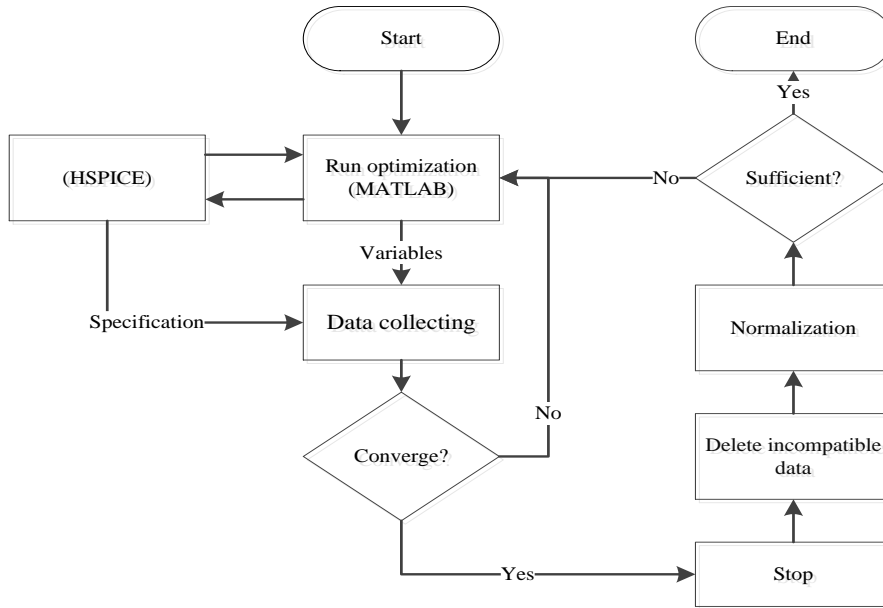 Start
End
Yes
(HSPICE)
Run optimization
(MATLAB)
No
Sufficient?
Variables
Specification
Data collecting
Normalization
No
Converge?
Delete incompatible
data
Yes
Stop